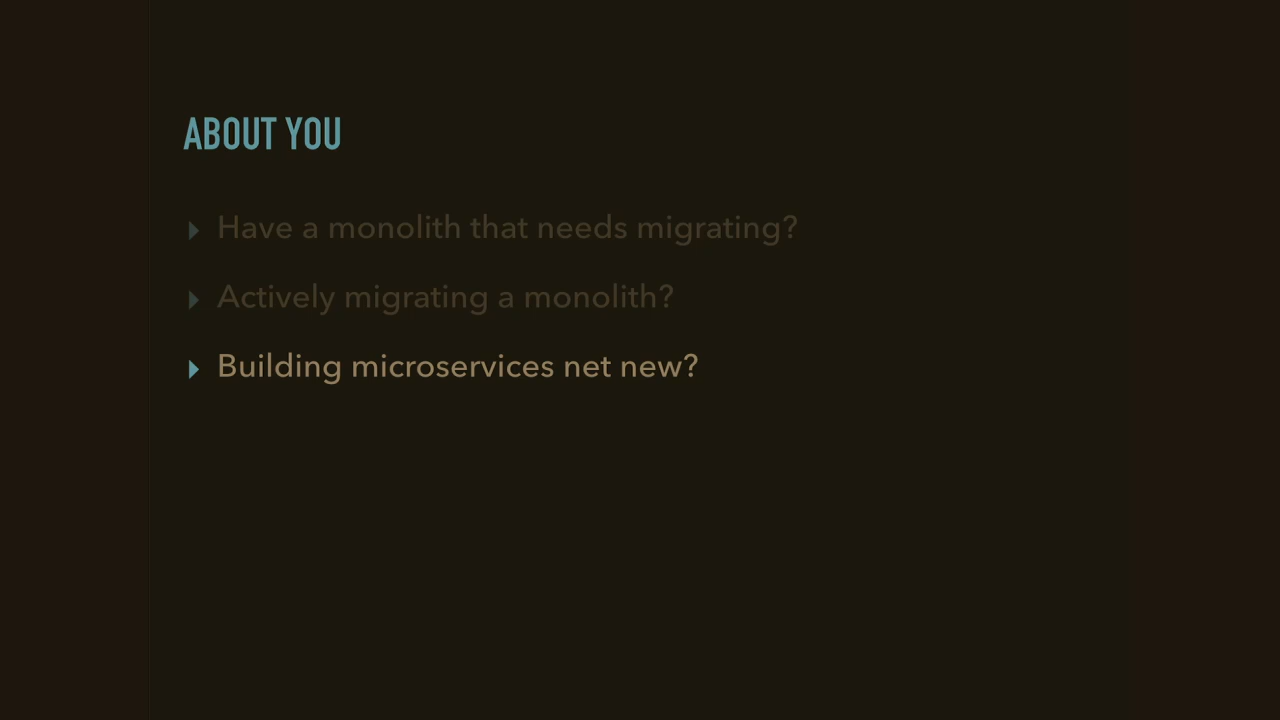 ABOUT YOU
Have a monolith that needs migrating?
Actively migrating a monolith?
Building microservices net new?